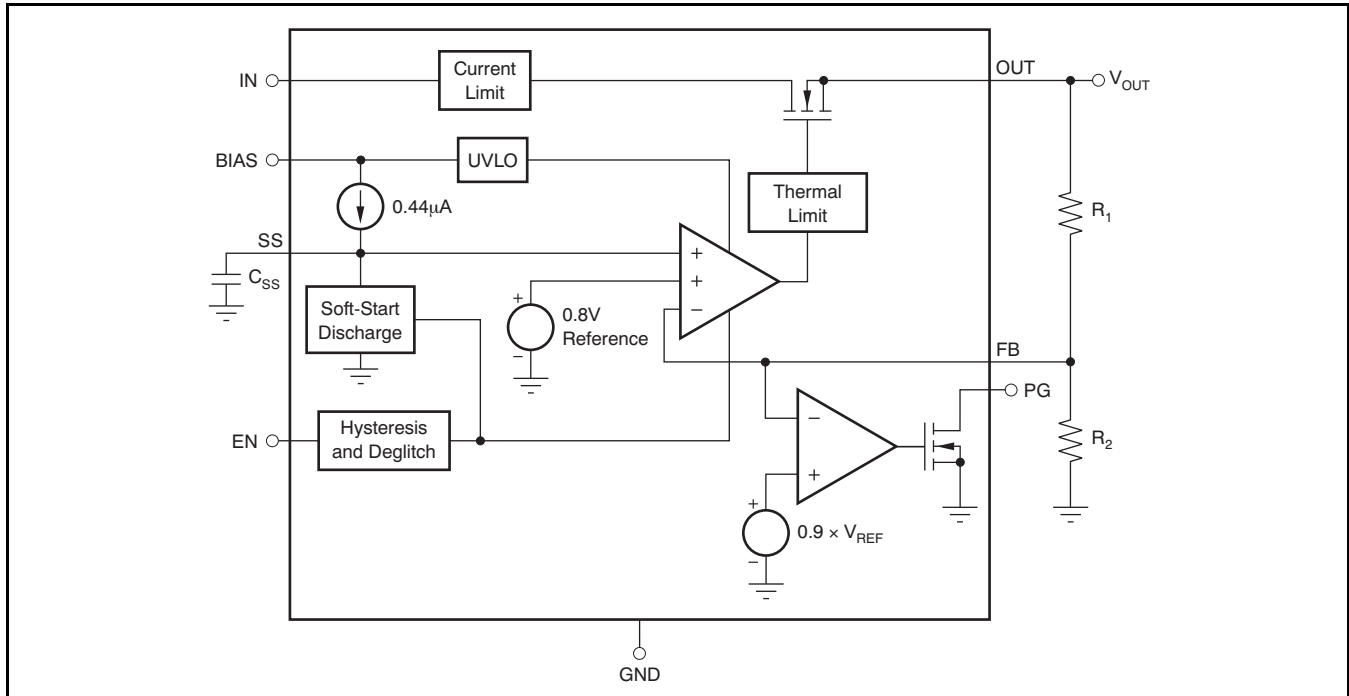 IN
Current
Limit
OUT
V_OUT
BIAS
UVLO
0.44µA
Thermal
Limit
R_1
SS
C_SS
+
+
−
Soft-Start
Discharge
+
−
0.8V
Reference
FB
PG
EN
Hysteresis
and Deglitch
−
+
R_2
+
−
0.9 × V_REF
GND